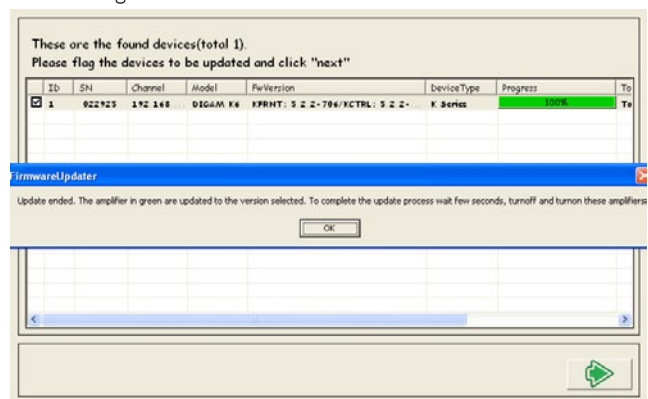 These are the found devices(total 1).
Please flag the devices to be updated and click "next"
ID SN Channel Model FwVersion DeviceType Progress To
1 022925 192.168... DIGAM K6 KFRNT: 5.2.2-706/KCTRL: 5.2.2-... K Series 100% To
FirmwareUpdater
Update ended. The amplifier in green are updated to the version selected. To complete the update process wait few seconds, turnoff and turnon these amplifiers
OK